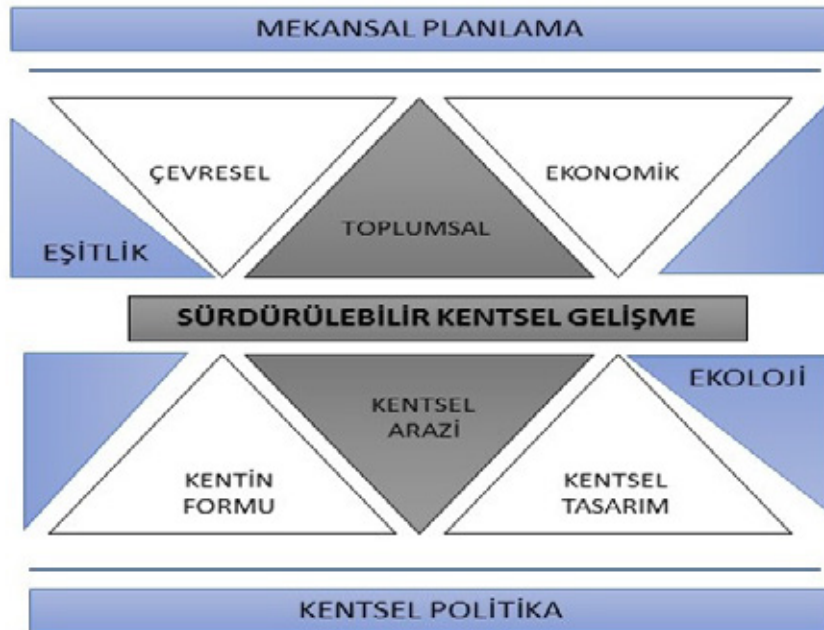 MEKANSAL PLANLAMA
ÇEVRESEL
EKONOMİK
TOPLUMSAL
EŞİTLİK
SÜRDÜRÜLEBİLİR KENTSEL GELİŞME
EKOLOJİ
KENTSEL
ARAZİ
KENTİN
FORMU
KENTSEL
TASARIM
KENTSEL POLİTİKA